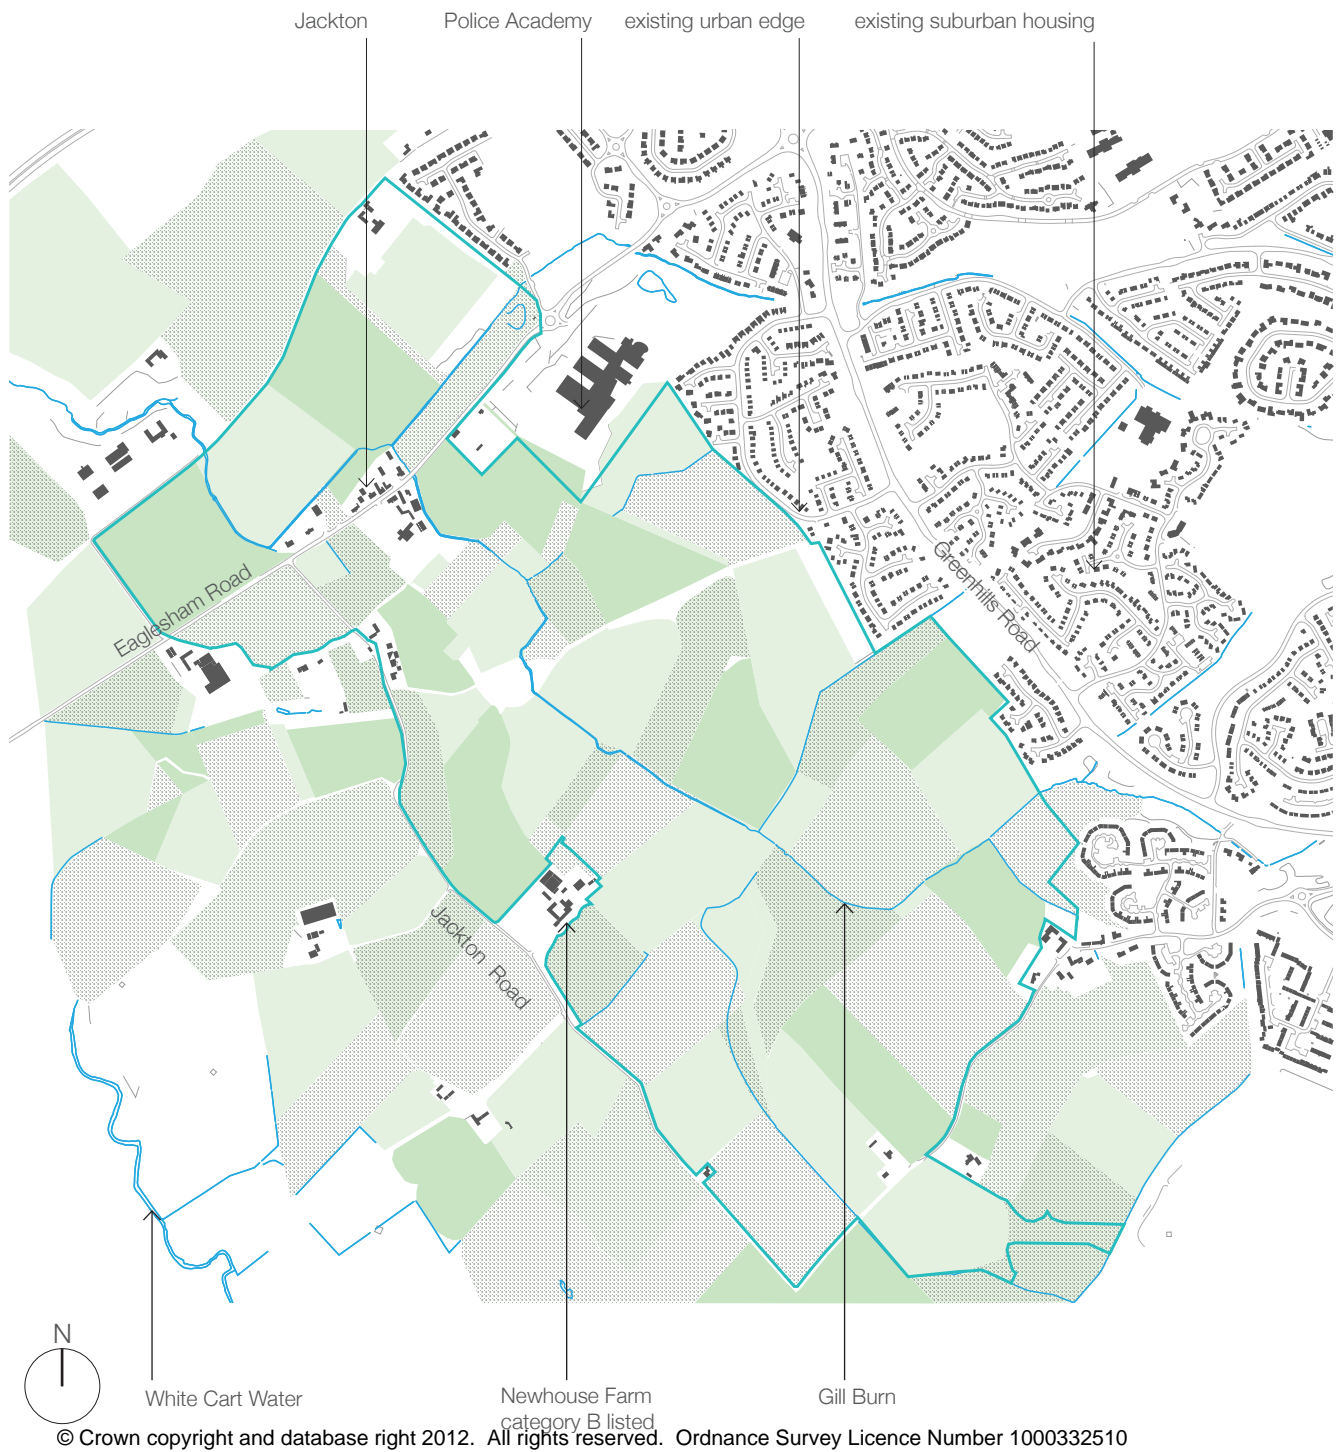 Jackton
Police Academy
existing urban edge
existing suburban housing
Eaglesham Road
Greenhills Road
Jackton Road
N
White Cart Water
Newhouse Farm
category B listed
Gill Burn
© Crown copyright and database right 2012. All rights reserved. Ordnance Survey Licence Number 1000332510